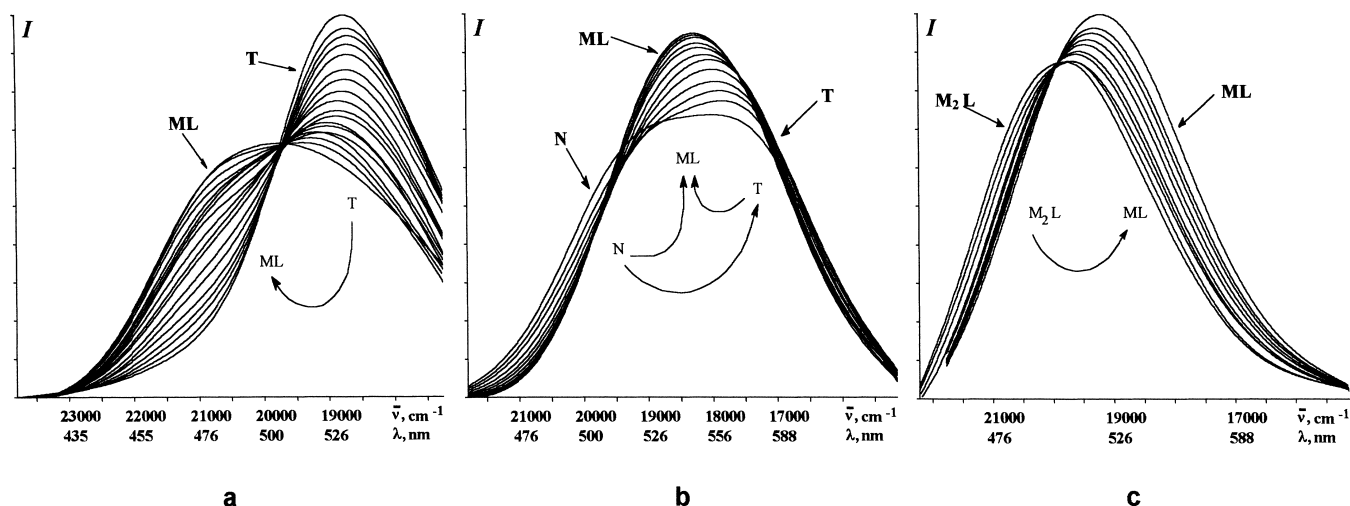 I
T
ML
T
ML
23000 22000 21000 20000 19000 ν̄, cm⁻¹
435 455 476 500 526 λ, nm
a
I
ML
T
N
ML
T
N
21000 20000 19000 18000 17000 ν̄, cm⁻¹
476 500 526 556 588 λ, nm
b
I
M₂L
ML
M₂L
ML
21000 19000 17000 ν̄, cm⁻¹
476 526 588 λ, nm
c